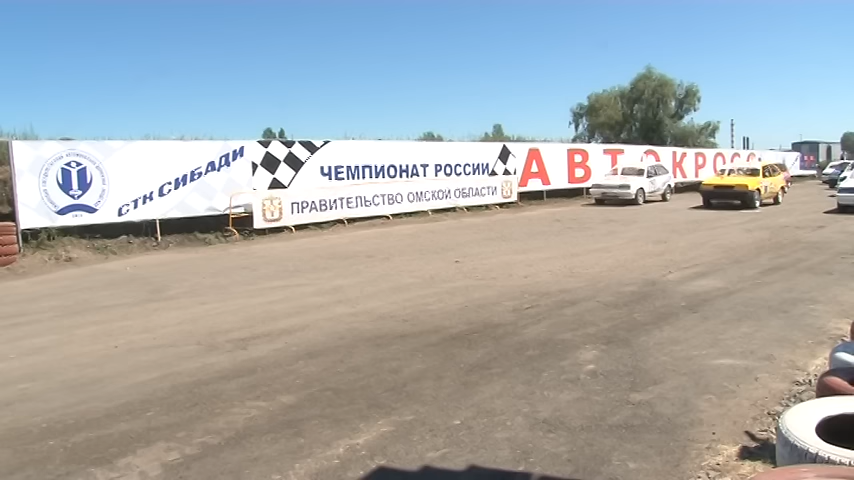 СТК СИБАДИ
ЧЕМПИОНАТ РОССИИ
ПРАВИТЕЛЬСТВО ОМСКОЙ ОБЛАСТИ
АВТОКРОСС